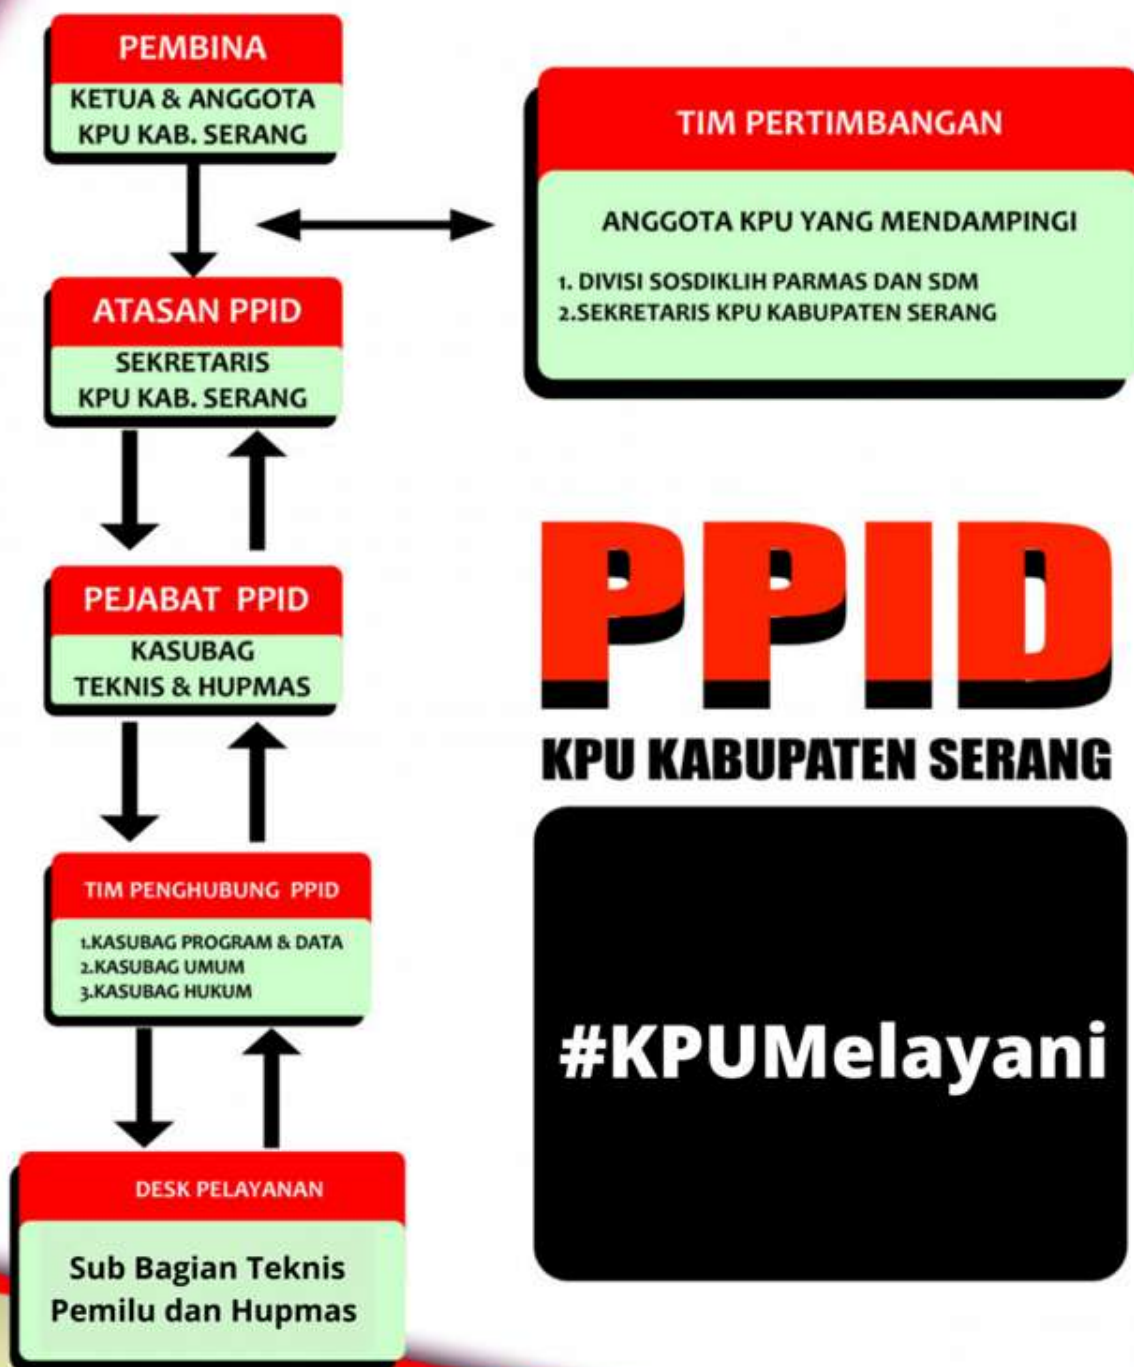 PEMBINA
KETUA & ANGGOTA
KPU KAB. SERANG
TIM PERTIMBANGAN
ANGGOTA KPU YANG MENDAMPINGI
1. DIVISI SOSDIKLIH PARMAS DAN SDM
2.SEKRETARIS KPU KABUPATEN SERANG
ATASAN PPID
SEKRETARIS
KPU KAB. SERANG
PEJABAT PPID
KASUBAG
TEKNIS & HUPMAS
TIM PENGHUBUNG PPID
1.KASUBAG PROGRAM & DATA
2.KASUBAG UMUM
3.KASUBAG HUKUM
DESK PELAYANAN
Sub Bagian Teknis
Pemilu dan Hupmas
PPID
KPU KABUPATEN SERANG
#KPUMelayani